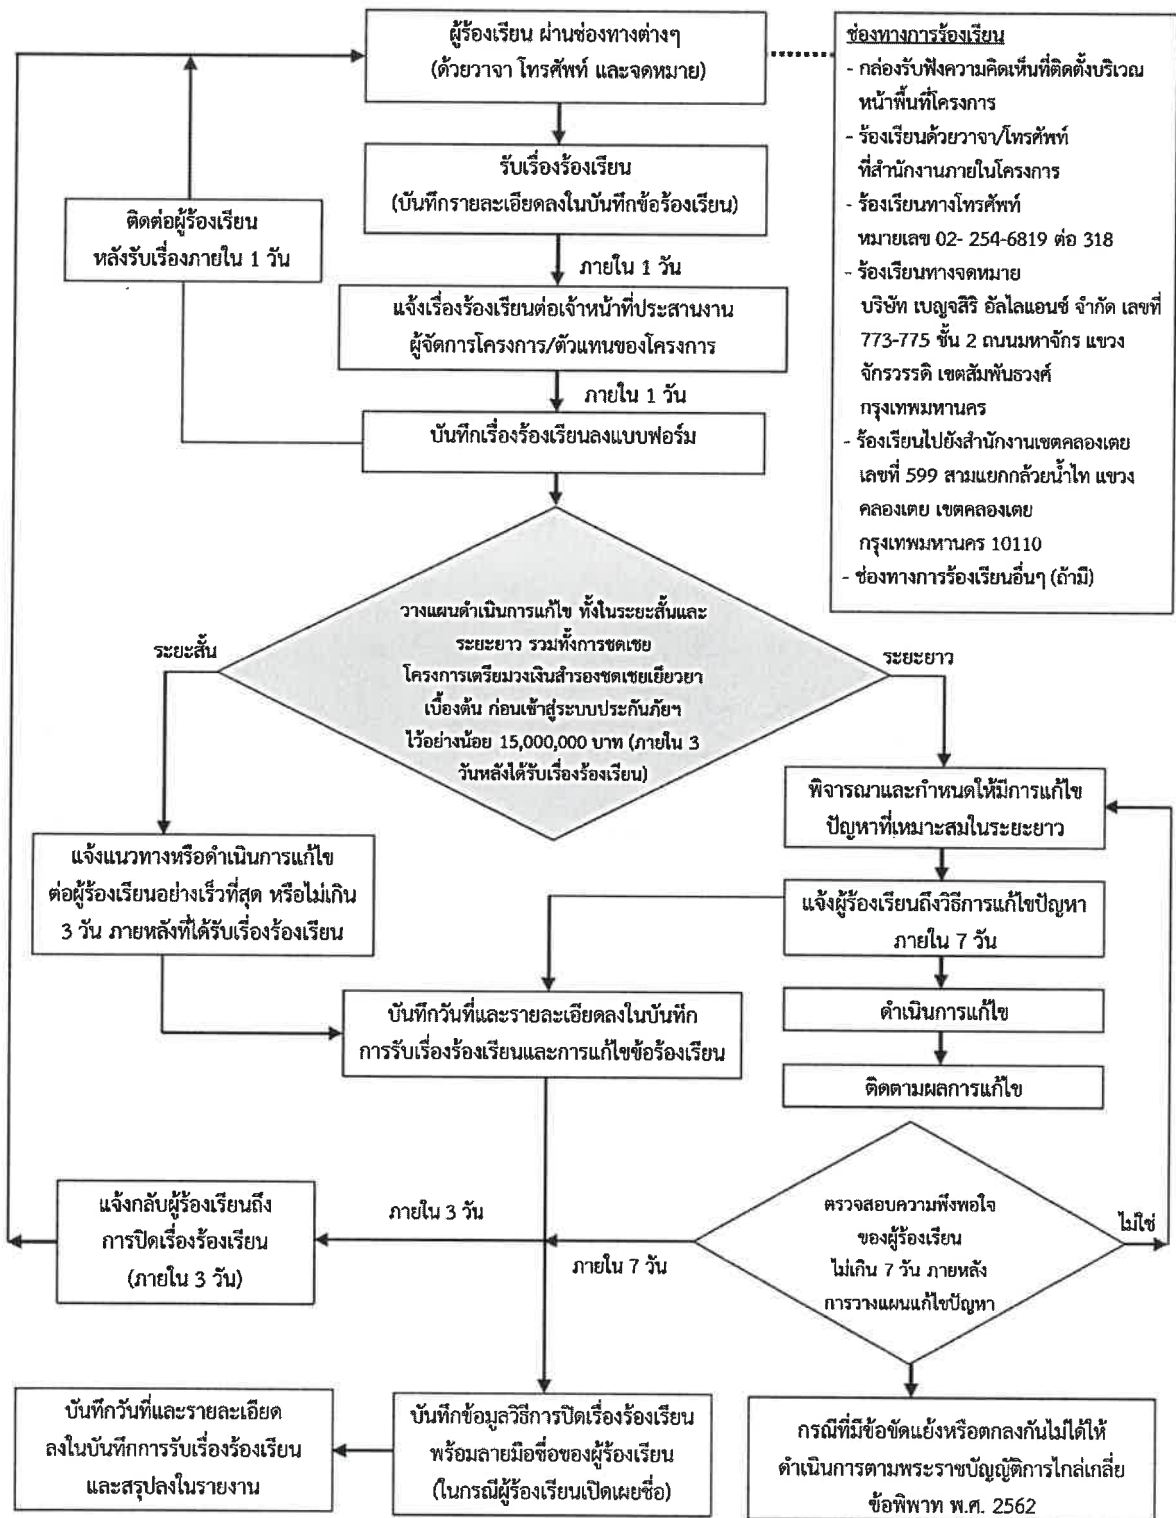 ผู้ร้องเรียน ผ่านช่องทางต่างๆ
(ด้วยวาจา โทรศัพท์ และจดหมาย)
ช่องทางการร้องเรียน
- กล่องรับฟังความคิดเห็นที่ติดตั้งบริเวณ
หน้าพื้นที่โครงการ
- ร้องเรียนด้วยวาจา/โทรศัพท์
ที่สำนักงานภายในโครงการ
- ร้องเรียนทางโทรศัพท์
หมายเลข 02- 254-6819 ต่อ 318
- ร้องเรียนทางจดหมาย
บริษัท เบญจสิริ อัลไลแอนซ์ จำกัด เลขที่
773-775 ชั้น 2 ถนนมหาจักร แขวง
จักรวรรดิ เขตสัมพันธวงศ์
กรุงเทพมหานคร
- ร้องเรียนไปยังสำนักงานเขตคลองเตย
เลขที่ 599 สามแยกกล้วยน้ำไท แขวง
คลองเตย เขตคลองเตย
กรุงเทพมหานคร 10110
- ช่องทางการร้องเรียนอื่นๆ (ถ้ามี)
รับเรื่องร้องเรียน
(บันทึกรายละเอียดลงในบันทึกข้อร้องเรียน)
ติดต่อผู้ร้องเรียน
หลังรับเรื่องภายใน 1 วัน
ภายใน 1 วัน
แจ้งเรื่องร้องเรียนต่อเจ้าหน้าที่ประสานงาน
ผู้จัดการโครงการ/ตัวแทนของโครงการ
ภายใน 1 วัน
บันทึกเรื่องร้องเรียนลงแบบฟอร์ม
วางแผนดำเนินการแก้ไข ทั้งในระยะสั้นและ
ระยะยาว รวมทั้งการชดเชย
โครงการเตรียมวงเงินสำรองชดเชยเยียวยา
เบื้องต้น ก่อนเข้าสู่ระบบประกันภัยฯ
ไว้อย่างน้อย 15,000,000 บาท (ภายใน 3
วันหลังได้รับเรื่องร้องเรียน)
ระยะสั้น
ระยะยาว
พิจารณาและกำหนดให้มีการแก้ไข
ปัญหาที่เหมาะสมในระยะยาว
แจ้งแนวทางหรือดำเนินการแก้ไข
ต่อผู้ร้องเรียนอย่างเร็วที่สุด หรือไม่เกิน
3 วัน ภายหลังที่ได้รับเรื่องร้องเรียน
แจ้งผู้ร้องเรียนถึงวิธีการแก้ไขปัญหา
ภายใน 7 วัน
บันทึกวันที่และรายละเอียดลงในบันทึก
การรับเรื่องร้องเรียนและการแก้ไขข้อร้องเรียน
ดำเนินการแก้ไข
ติดตามผลการแก้ไข
แจ้งกลับผู้ร้องเรียนถึง
การปิดเรื่องร้องเรียน
(ภายใน 3 วัน)
ภายใน 3 วัน
ภายใน 7 วัน
ตรวจสอบความพึงพอใจ
ของผู้ร้องเรียน
ไม่เกิน 7 วัน ภายหลัง
การวางแผนแก้ไขปัญหา
ไม่ใช่
บันทึกวันที่และรายละเอียด
ลงในบันทึกการรับเรื่องร้องเรียน
และสรุปลงในรายงาน
บันทึกข้อมูลวิธีการปิดเรื่องร้องเรียน
พร้อมลายมือชื่อของผู้ร้องเรียน
(ในกรณีผู้ร้องเรียนเปิดเผยชื่อ)
กรณีที่มีข้อขัดแย้งหรือตกลงกันไม่ได้ให้
ดำเนินการตามพระราชบัญญัติการไกล่เกลี่ย
ข้อพิพาท พ.ศ. 2562